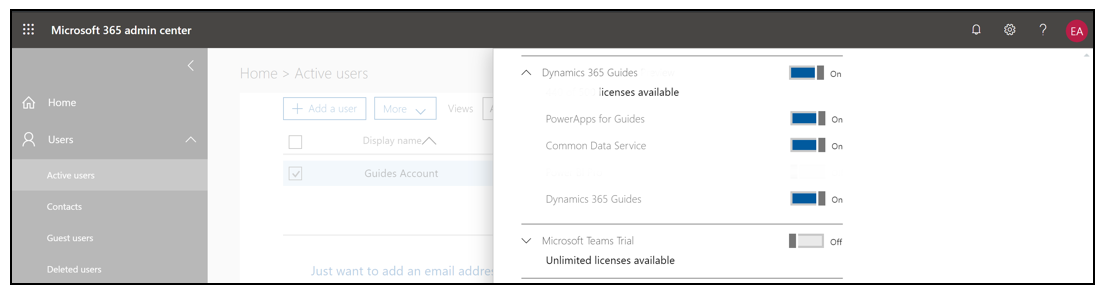 Microsoft 365 admin center
?
EA
Home
Users
Active users
Contacts
Guest users
Deleted users
Home > Active users
+ Add a user
More
Views
Display name
Guides Account
Just want to add an email addres
Dynamics 365 Guides
On
licenses available
PowerApps for Guides
On
Common Data Service
On
Dynamics 365 Guides
On
Microsoft Teams Trial
Off
Unlimited licenses available